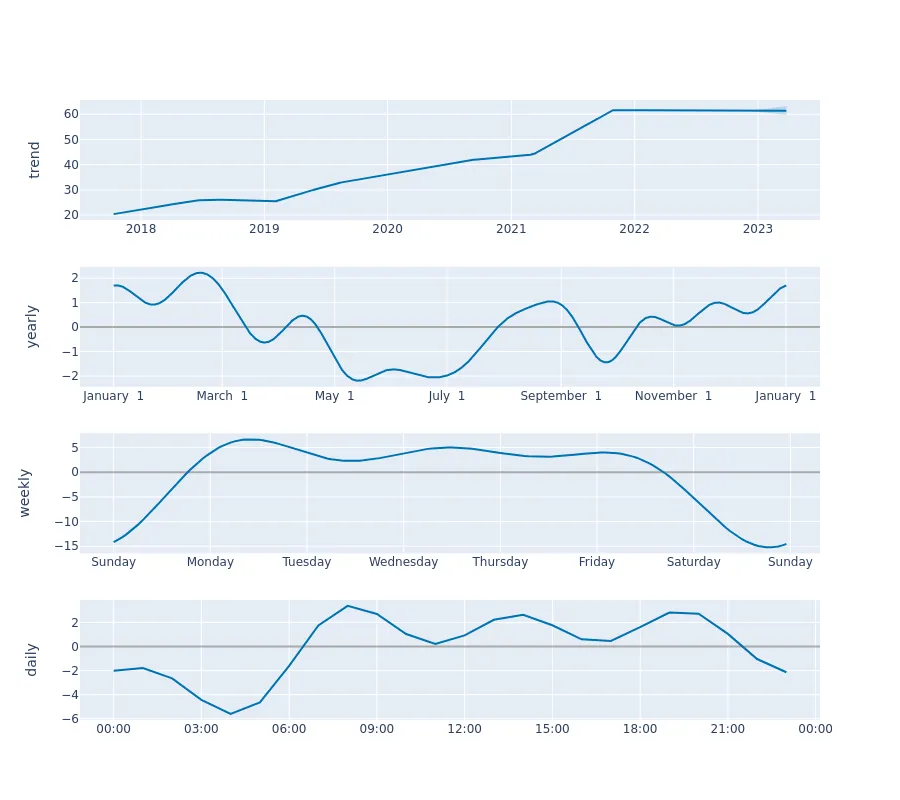 trend
60
50
40
30
20
2018 2019 2020 2021 2022 2023
yearly
2
1
0
−1
−2
January 1 March 1 May 1 July 1 September 1 November 1 January 1
weekly
5
0
−5
−10
−15
Sunday Monday Tuesday Wednesday Thursday Friday Saturday Sunday
daily
2
0
−2
−4
−6
00:00 03:00 06:00 09:00 12:00 15:00 18:00 21:00 00:00